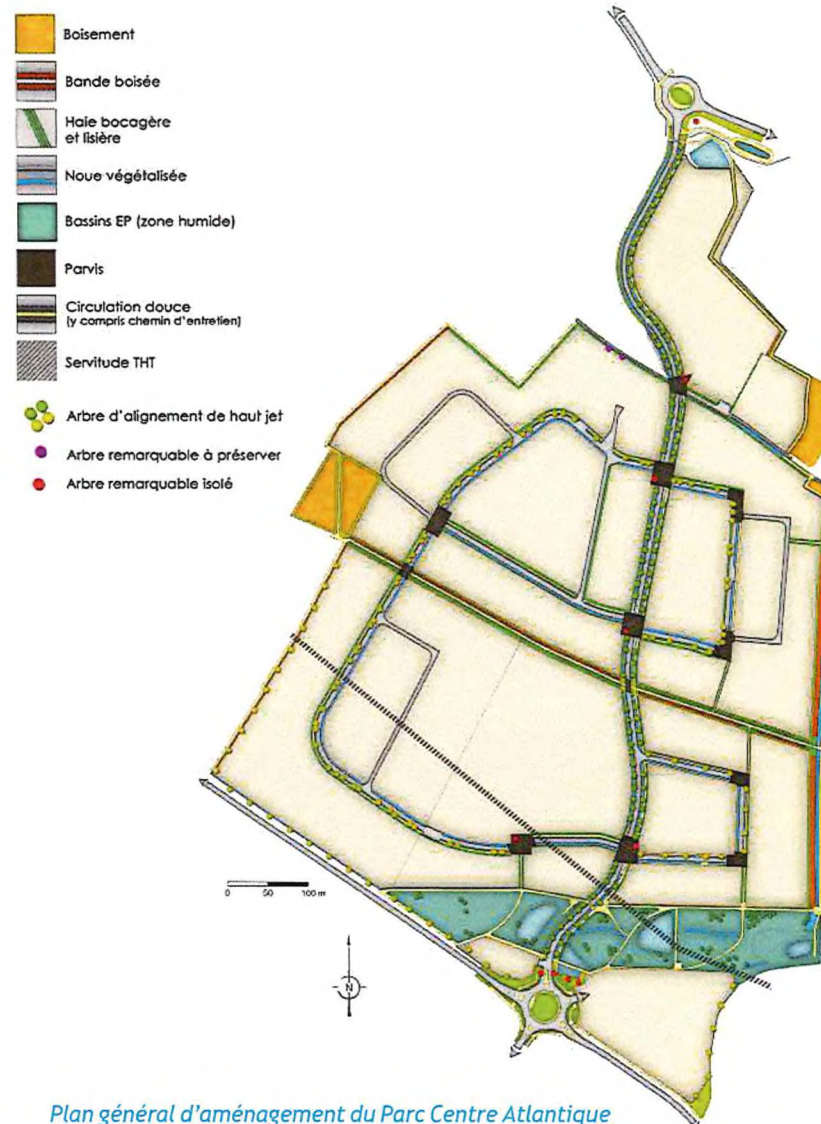 Boisement
Bande boisée
Haie bocagère
et lisière
Noue végétalisée
Bassins EP (zone humide)
Parvis
Circulation douce
(y compris chemin d'entretien)
Servitude THT
Arbre d'alignement de haut jet
Arbre remarquable à préserver
Arbre remarquable isolé
0 50 100 m
N
Plan général d'aménagement du Parc Centre Atlantique